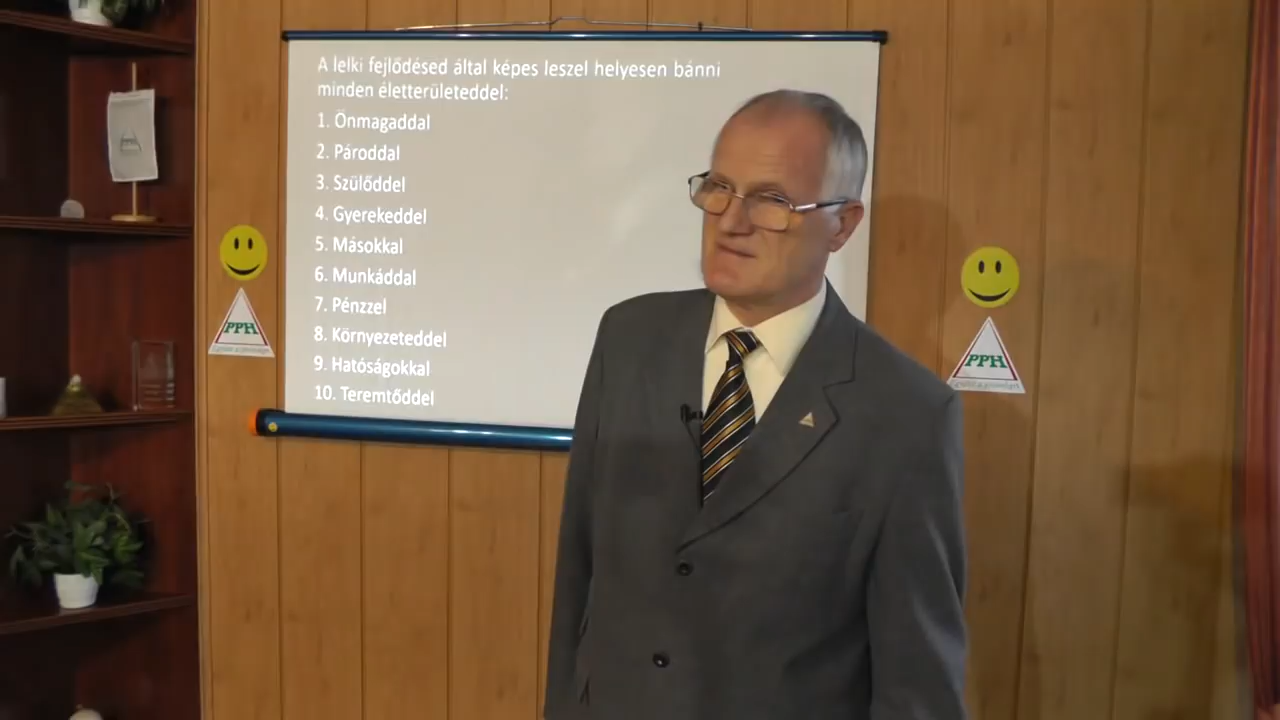 A lelki fejlődésed által képes leszel helyesen bánni
minden életterületeddel:
1. Önmagaddal
2. Pároddal
3. Szülőddel
4. Gyerekeddel
5. Másokkal
6. Munkáddal
7. Pénzzel
8. Környezeteddel
9. Hatóságokkal
10. Teremtőddel
PPH
PPH